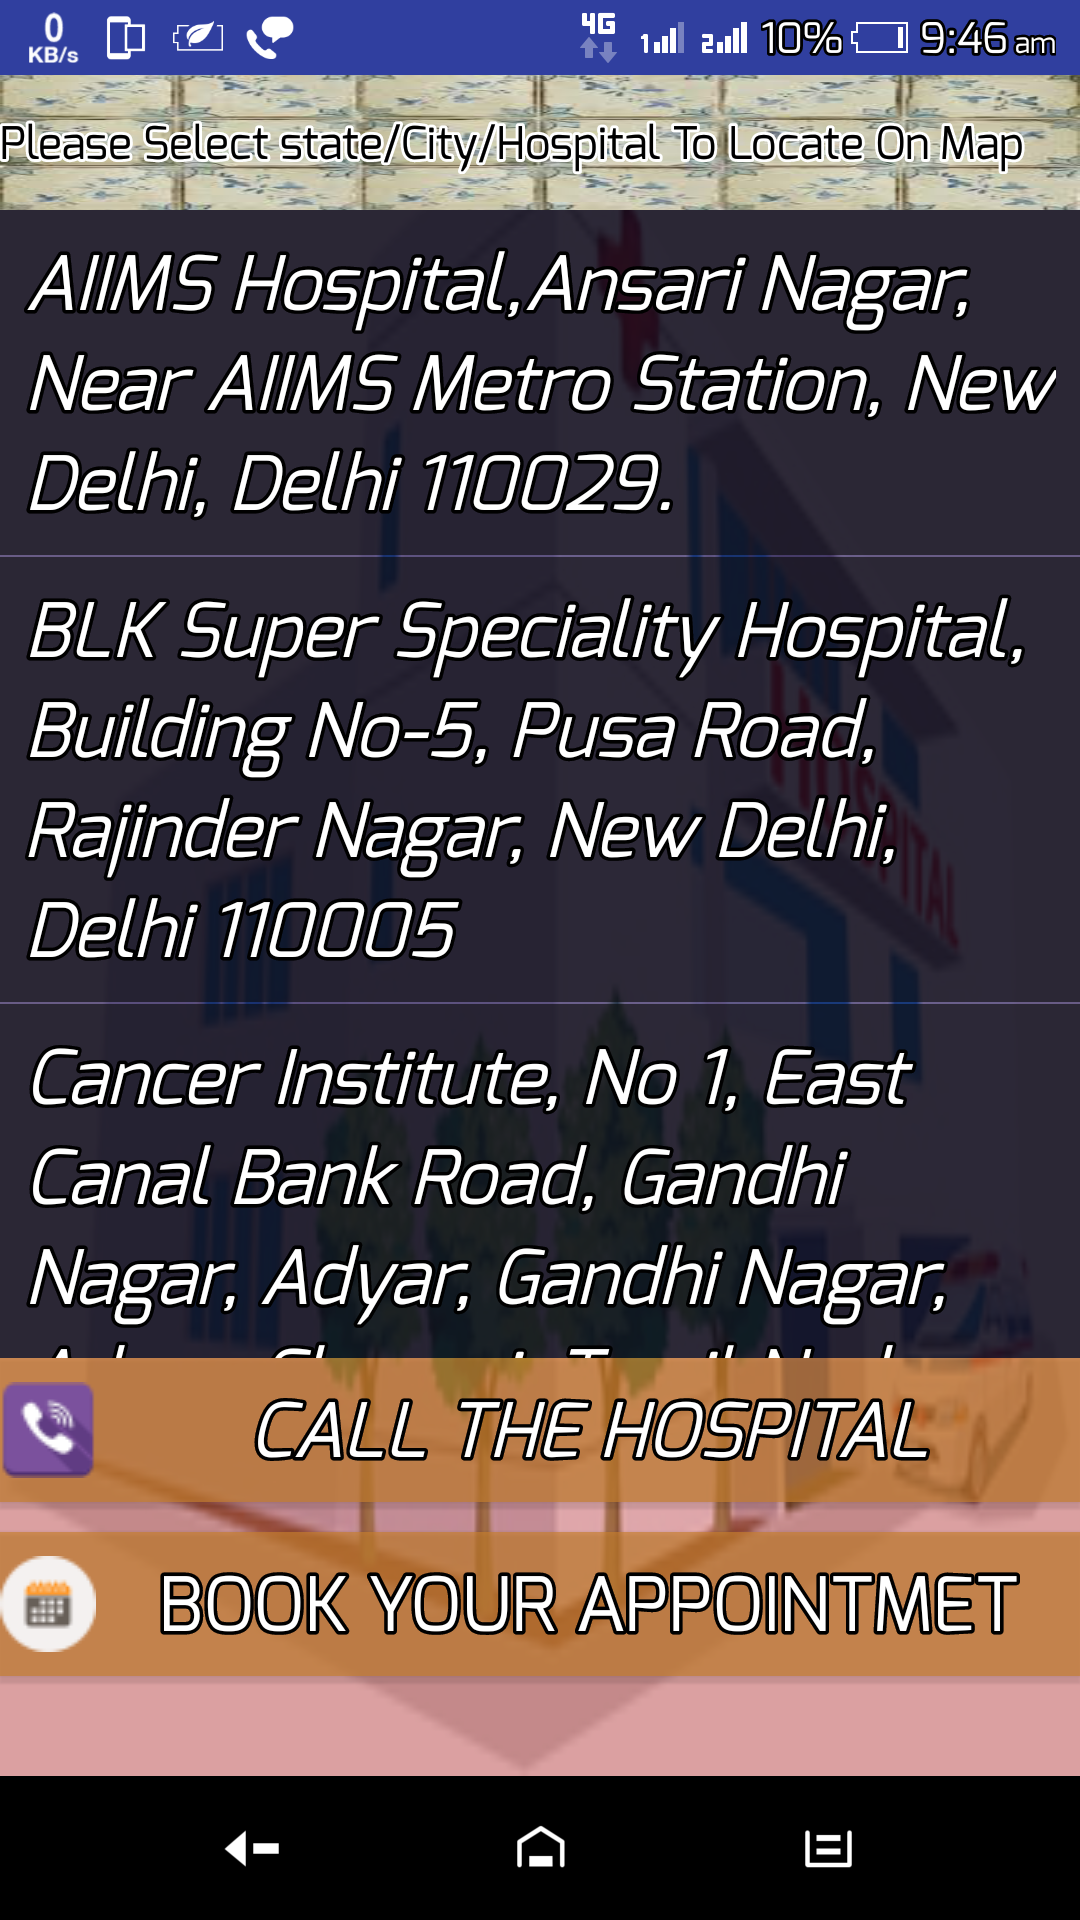 0
KB/s
4G
1
2
10%
9:46 am
Please Select state/City/Hospital To Locate On Map
AIIMS Hospital,Ansari Nagar,
Near AIIMS Metro Station, New
Delhi, Delhi 110029.
BLK Super Speciality Hospital,
Building No-5, Pusa Road,
Rajinder Nagar, New Delhi,
Delhi 110005
HOSPITAL
Cancer Institute, No 1, East
Canal Bank Road, Gandhi
Nagar, Adyar, Gandhi Nagar,
CALL THE HOSPITAL
BOOK YOUR APPOINTMET